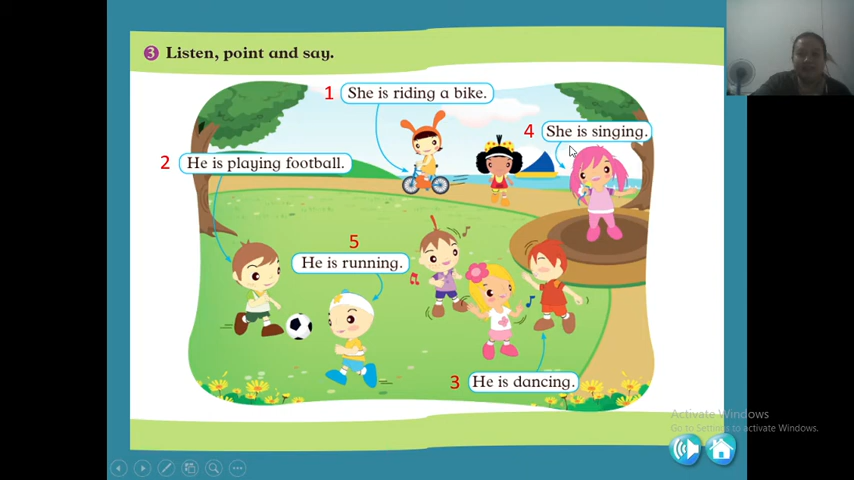 3 Listen, point and say.
1 She is riding a bike.
4 She is singing.
2 He is playing football.
5
He is running.
3 He is dancing.
Activate Windows
Go to Settings to activate Windows.